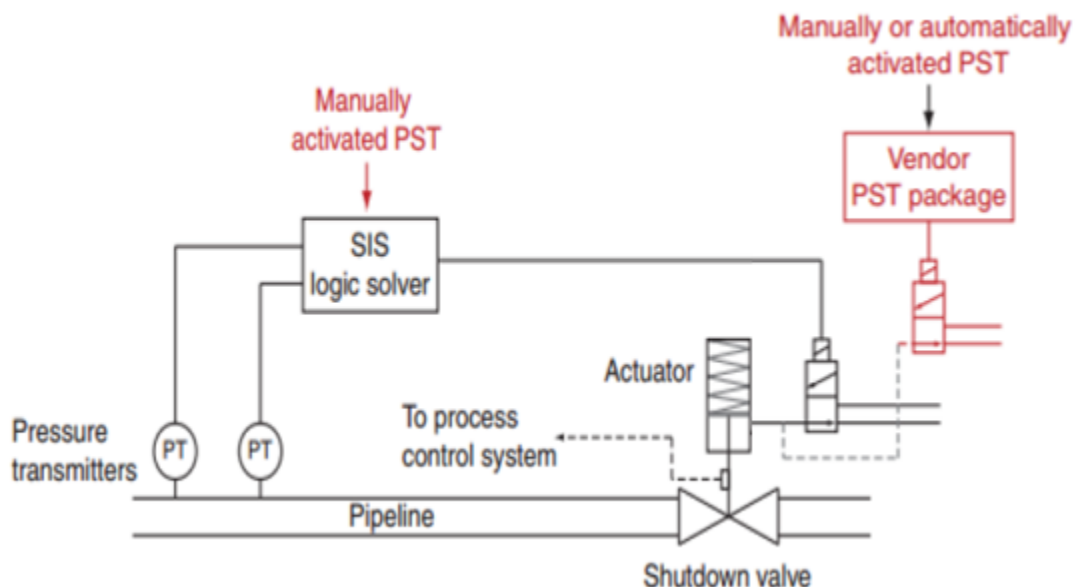 Manually or automatically
activated PST
Manually
activated PST
Vendor
PST package
SIS
logic solver
Actuator
To process
control system
Pressure
transmitters
PT
PT
Pipeline
Shutdown valve